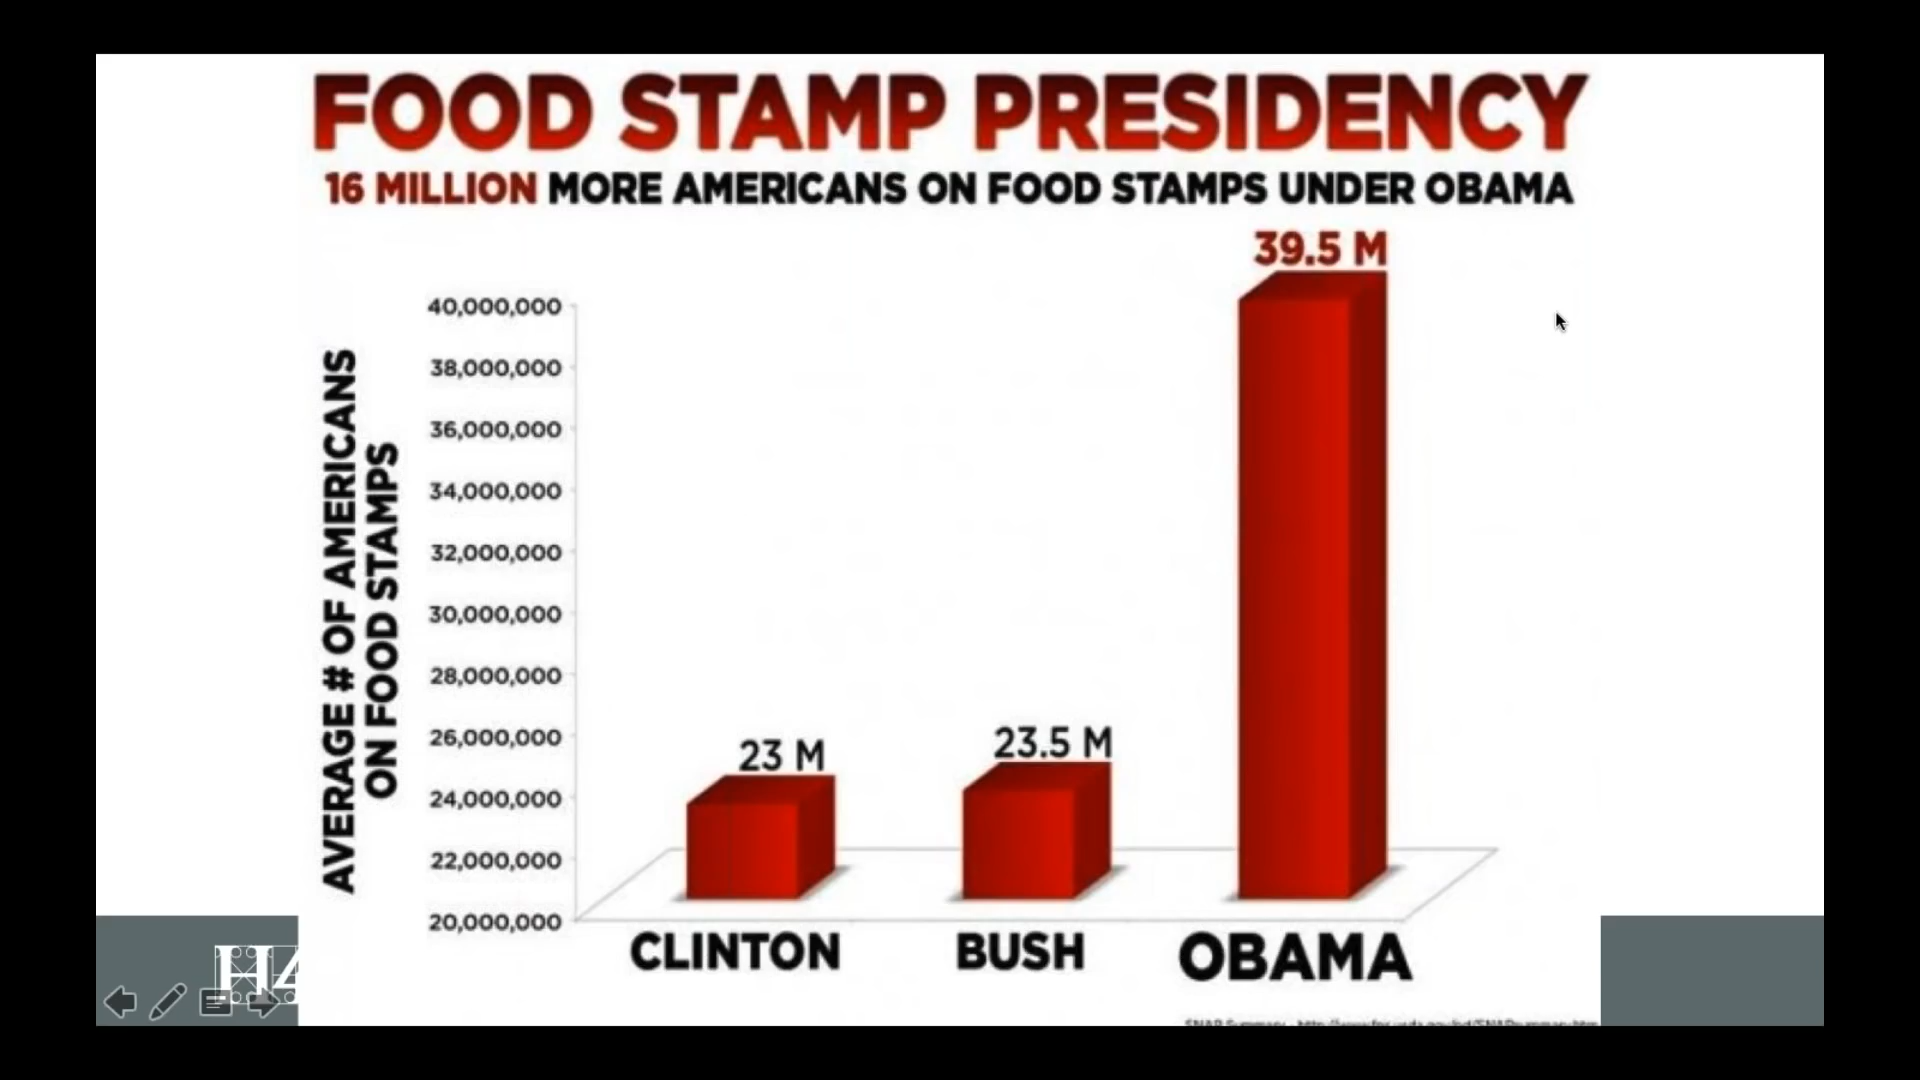 FOOD STAMP PRESIDENCY
16 MILLION MORE AMERICANS ON FOOD STAMPS UNDER OBAMA
39.5 M
40,000,000
38,000,000
36,000,000
34,000,000
32,000,000
30,000,000
28,000,000
26,000,000
24,000,000
22,000,000
20,000,000
AVERAGE # OF AMERICANS
ON FOOD STAMPS
23 M
23.5 M
CLINTON
BUSH
OBAMA
SNAP Summary -